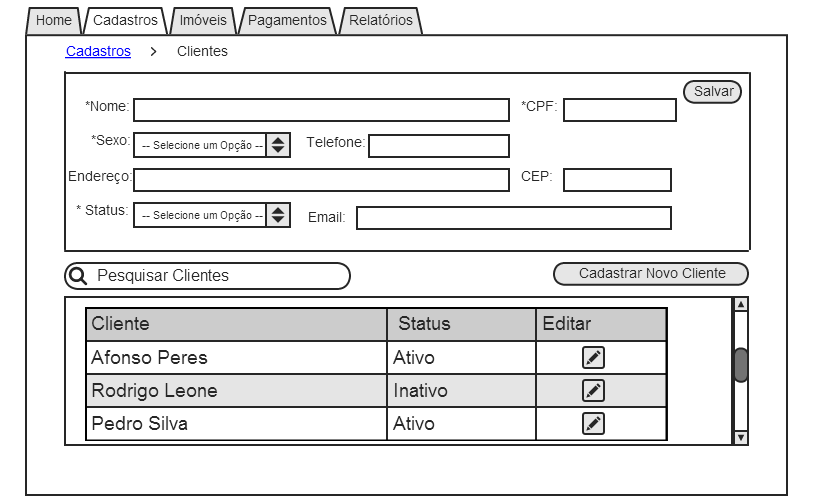 Home Cadastros Imóveis Pagamentos Relatórios
Cadastros > Clientes
Salvar
*Nome: *CPF:
*Sexo: -- Selecione um Opção -- Telefone:
Endereço: CEP:
* Status: -- Selecione um Opção -- Email:
Pesquisar Clientes Cadastrar Novo Cliente
Cliente Status Editar
Afonso Peres Ativo
Rodrigo Leone Inativo
Pedro Silva Ativo